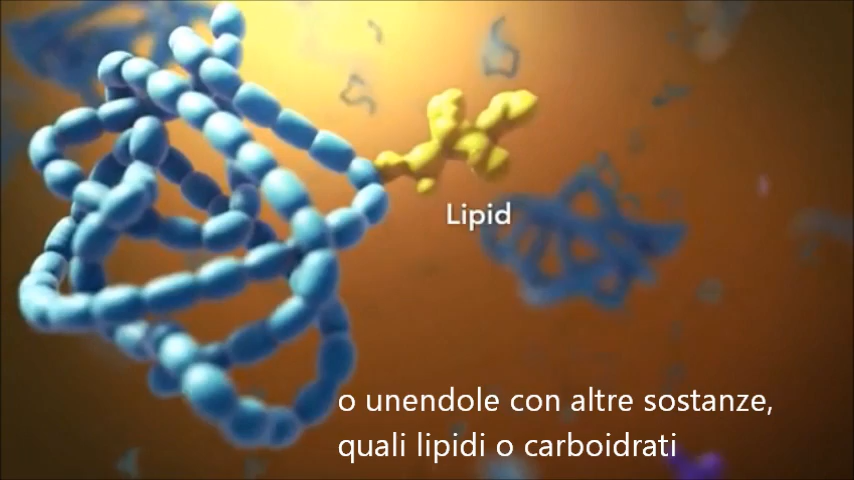 Lipid
o unendole con altre sostanze,
quali lipidi o carboidrati